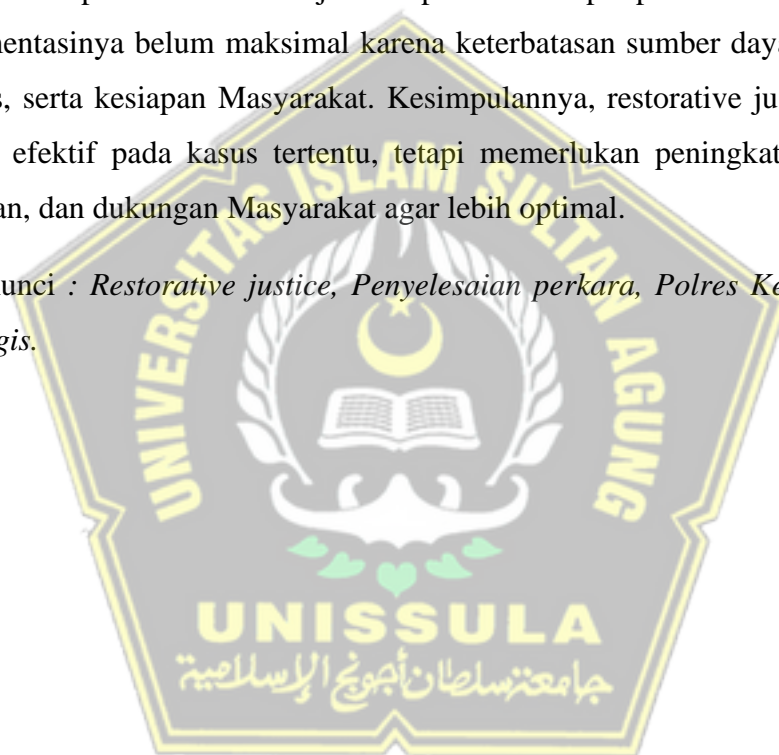 mentasinya belum maksimal karena keterbatasan sumber daya
serta kesiapan Masyarakat. Kesimpulannya, restorative ju
efektif pada kasus tertentu, tetapi memerlukan peningkat
an, dan dukungan Masyarakat agar lebih optimal.
unci : Restorative justice, Penyelesaian perkara, Polres Ke
gis.
UNIVERSITAS ISLAM SULTAN AGUNG
UNISSULA
جامعة سلطان أجونج الإسلامية